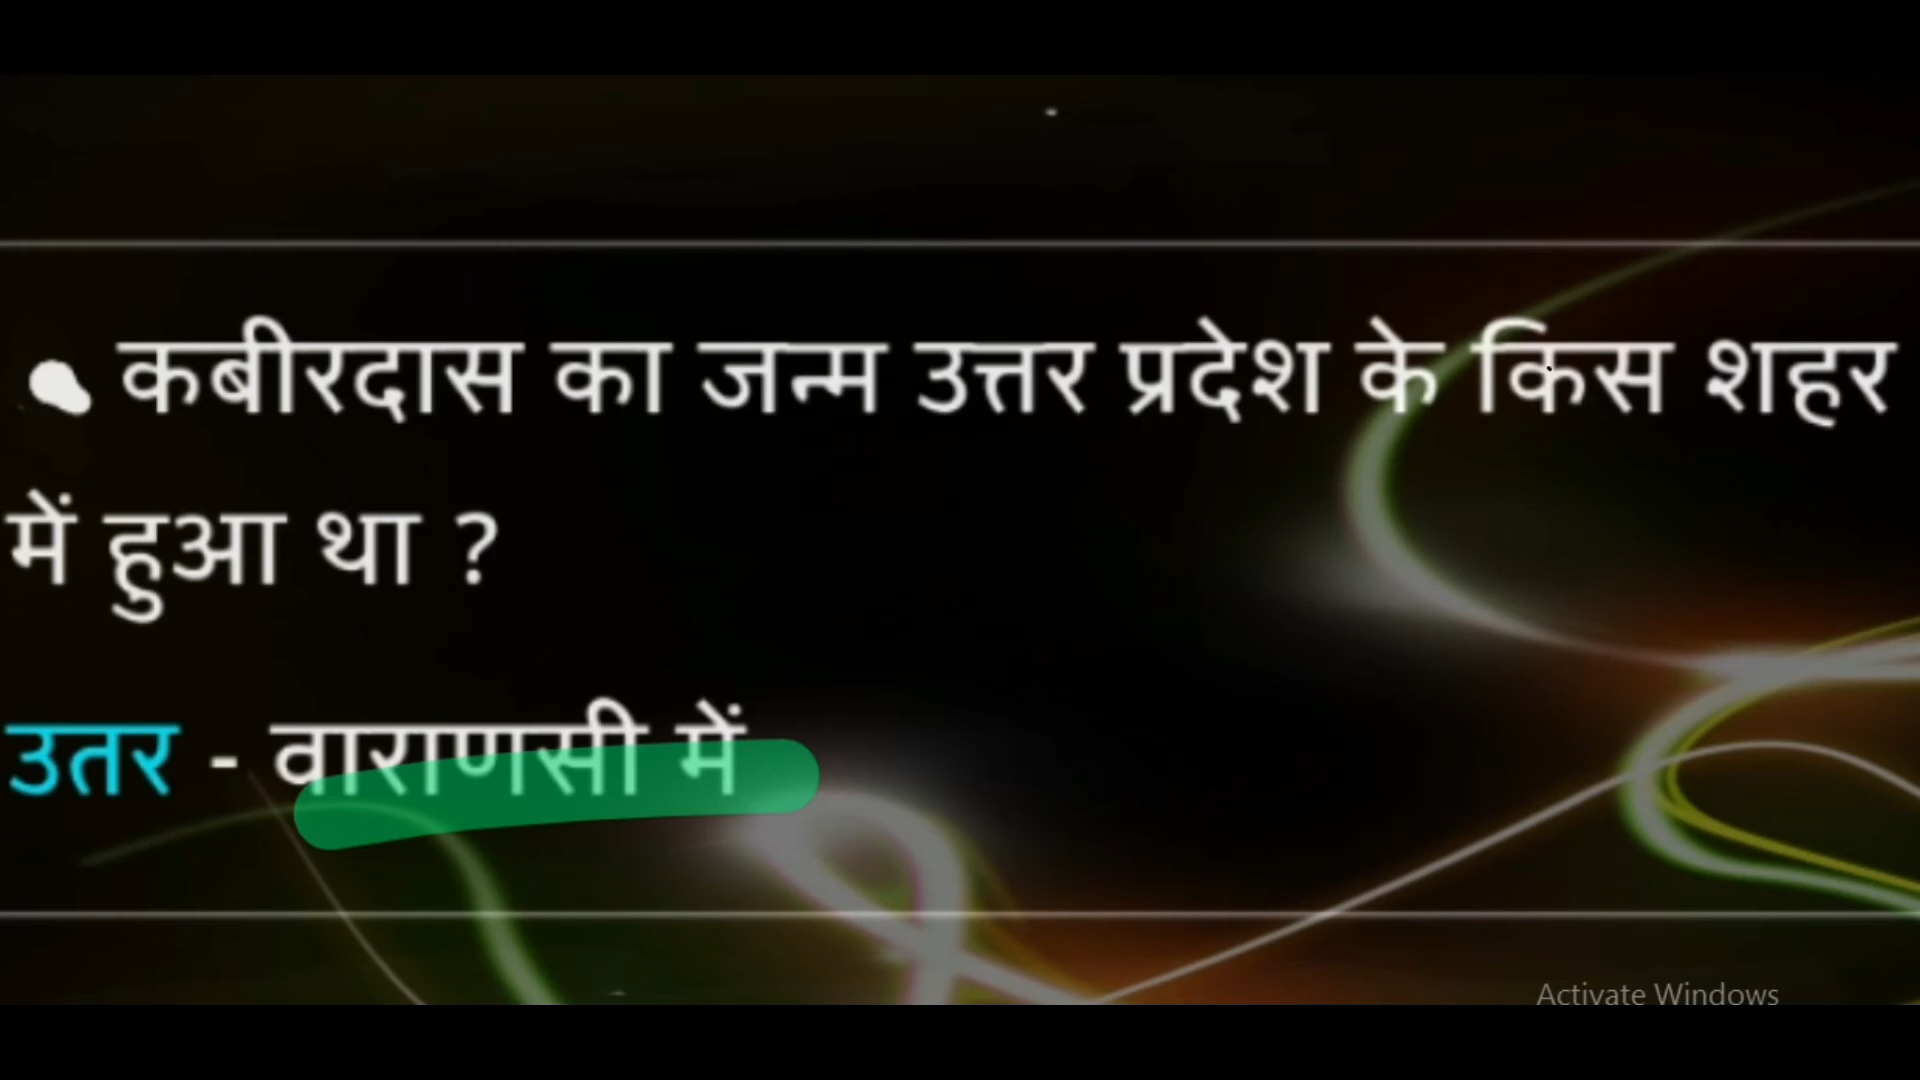 कबीरदास का जन्म उत्तर प्रदेश के किस शहर
में हुआ था ?
उतर - वाराणसी में
Activate Windows